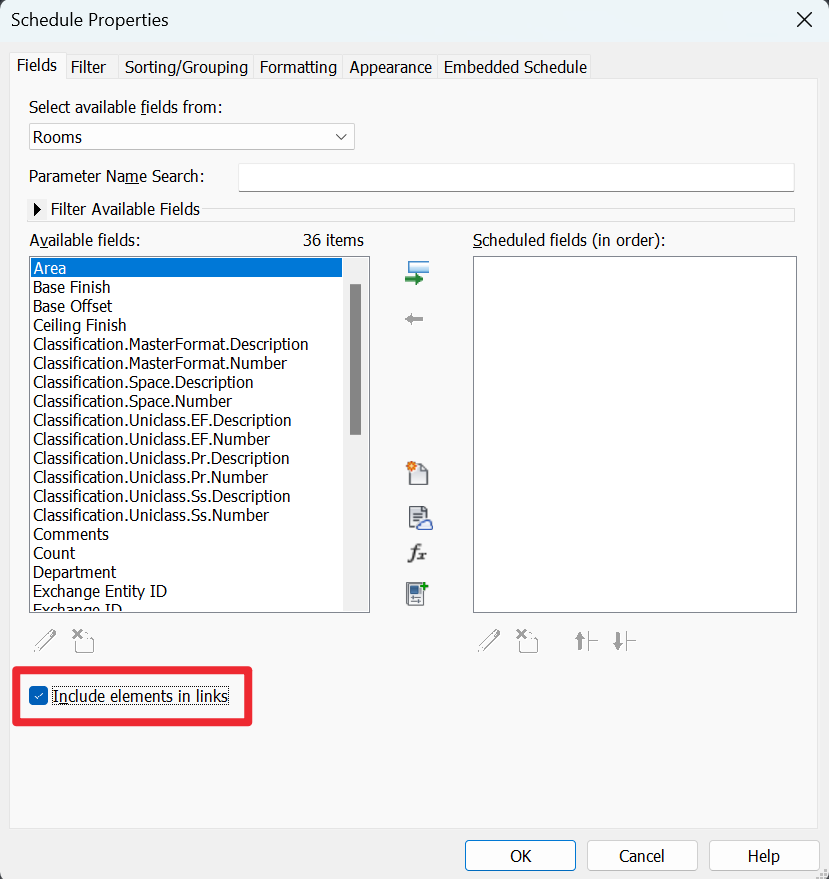 Schedule Properties
Fields Filter Sorting/Grouping Formatting Appearance Embedded Schedule
Select available fields from:
Rooms
Parameter Name Search:
Filter Available Fields
Available fields: 36 items Scheduled fields (in order):
Area
Base Finish
Base Offset
Ceiling Finish
Classification.MasterFormat.Description
Classification.MasterFormat.Number
Classification.Space.Description
Classification.Space.Number
Classification.Uniclass.EF.Description
Classification.Uniclass.EF.Number
Classification.Uniclass.Pr.Description
Classification.Uniclass.Pr.Number
Classification.Uniclass.Ss.Description
Classification.Uniclass.Ss.Number
Comments
Count
Department
Exchange Entity ID
Exchange ID
fx
Include elements in links
OK Cancel Help